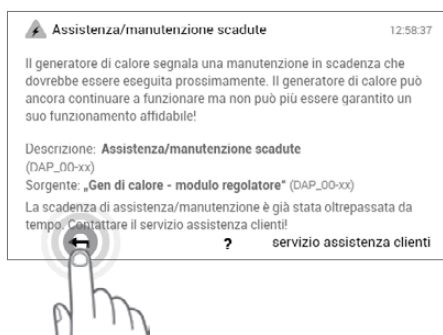 Assistenza/manutenzione scadute 12:58:37
Il generatore di calore segnala una manutenzione in scadenza che
dovrebbe essere eseguita prossimamente. Il generatore di calore può
ancora continuare a funzionare ma non può più essere garantito un
suo funzionamento affidabile!
Descrizione: Assistenza/manutenzione scadute
(DAP_00-xx)
Sorgente: „Gen di calore - modulo regolatore“ (DAP_00-xx)
La scadenza di assistenza/manutenzione è già stata oltrepassata da
tempo. Contattare il servizio assistenza clienti!
? servizio assistenza clienti